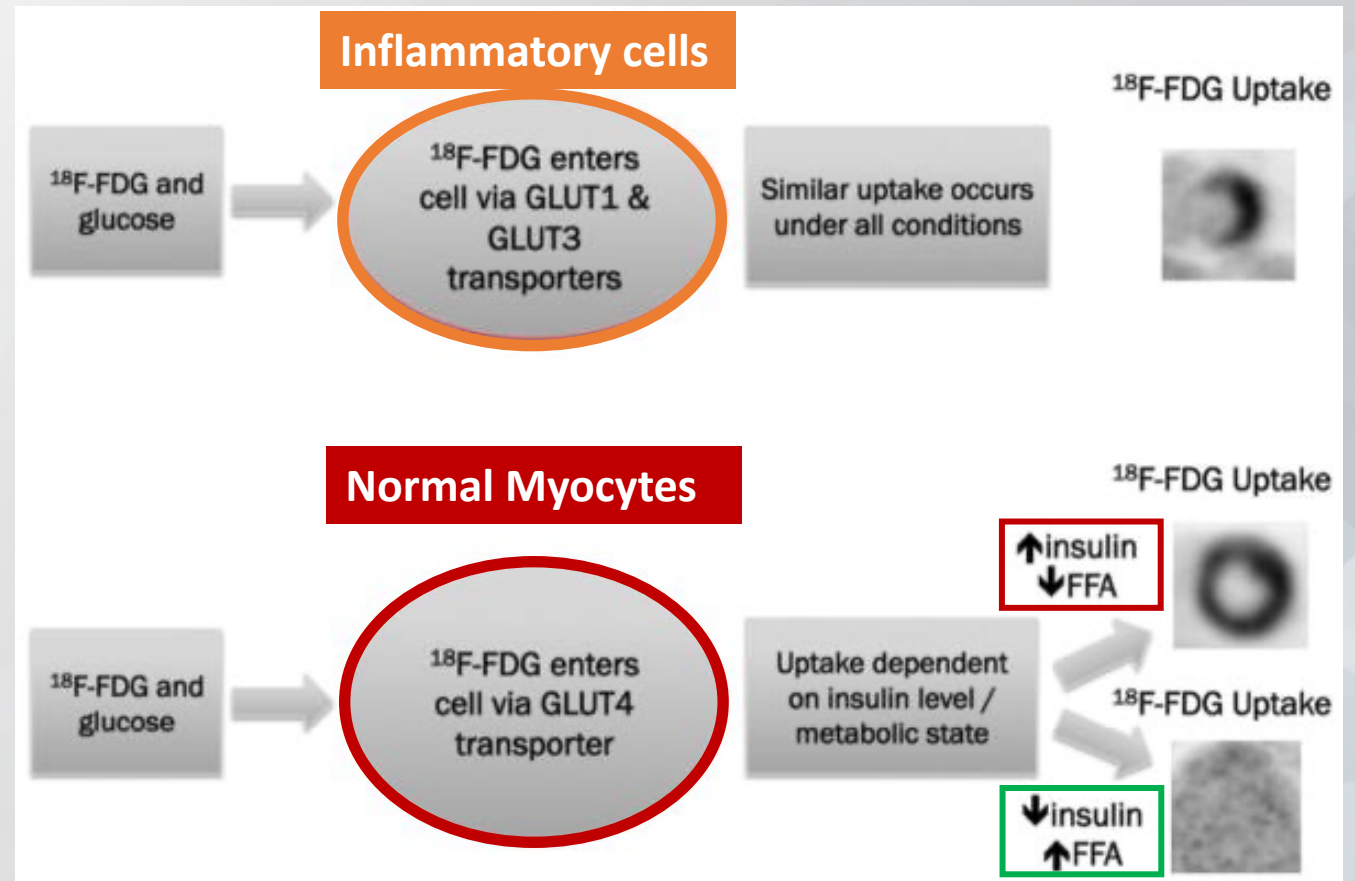 Inflammatory cells
¹⁸F-FDG Uptake
¹⁸F-FDG and
glucose
¹⁸F-FDG enters
cell via GLUT1 &
GLUT3
transporters
Similar uptake occurs
under all conditions
Normal Myocytes
¹⁸F-FDG Uptake
↑insulin
↓FFA
¹⁸F-FDG and
glucose
¹⁸F-FDG enters
cell via GLUT4
transporter
Uptake dependent
on insulin level /
metabolic state
¹⁸F-FDG Uptake
↓insulin
↑FFA